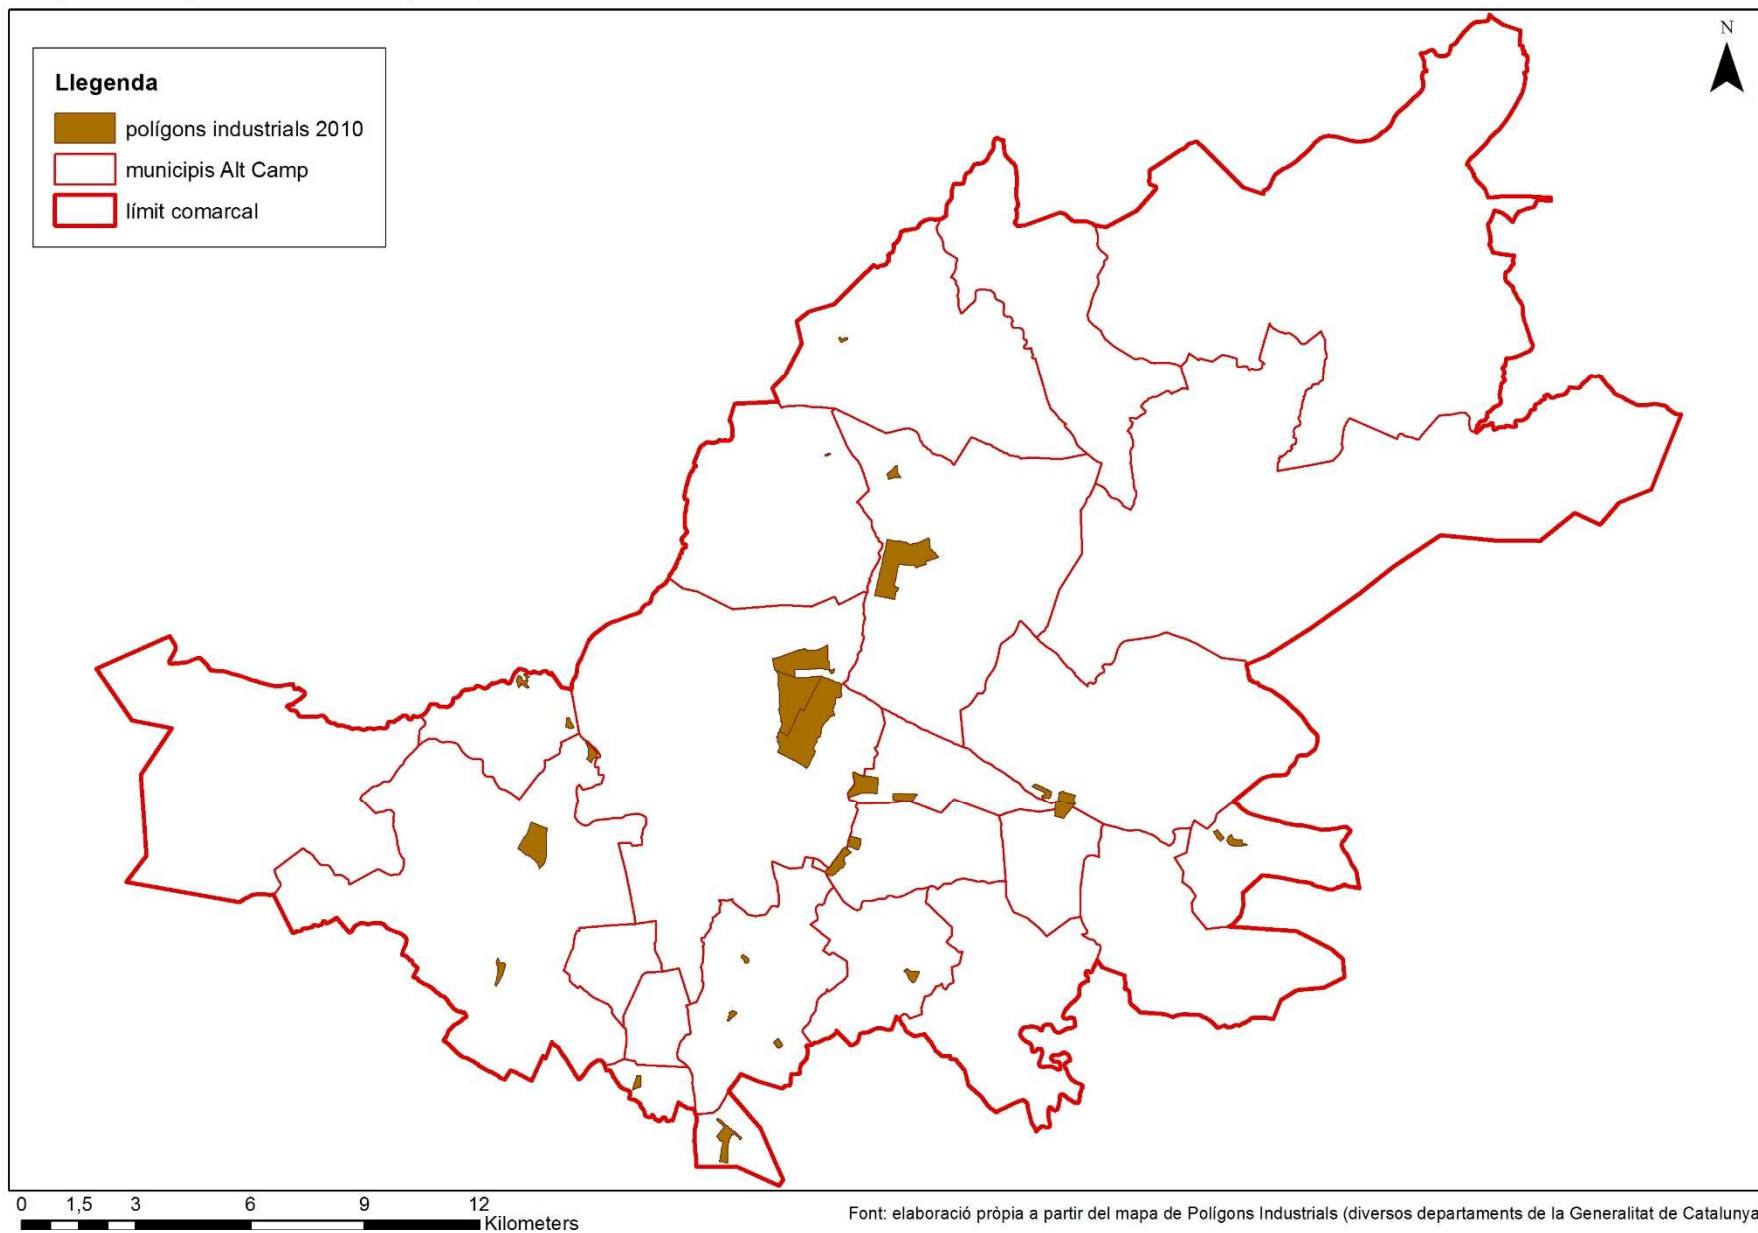 N
Llegenda
polígons industrials 2010
municipis Alt Camp
límit comarcal
0 1,5 3 6 9 12
Kilometers
Font: elaboració pròpia a partir del mapa de Polígons Industrials (diversos departaments de la Generalitat de Catalunya